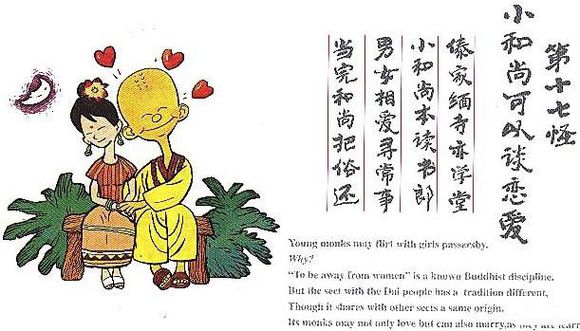 第十七怪
小和尚可以谈恋爱
傣家缅寺亦学堂
小和尚本读书郎
男女相爱寻常事
当完和尚把俗还
Young monks may flirt with girls passersby.
Why?
"To be away from women" is a known Buddhist discipline.
But the sect with the Dai people has a tradition different,
Though it shares with other sects a same origin.
Its monks may not only love but can also marry,as they are